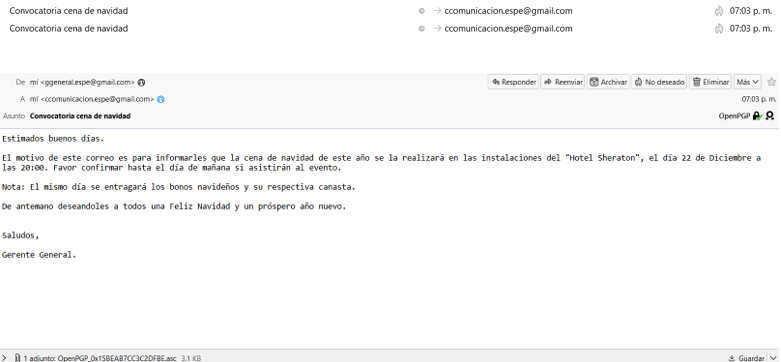 Convocatoria cena de navidad ccomunicacion.espe@gmail.com 07:03 p. m.
Convocatoria cena de navidad ccomunicacion.espe@gmail.com 07:03 p. m.
De mí <ggeneral.espe@gmail.com> Responder Reenviar Archivar No deseado Eliminar Más
A mí <ccomunicacion.espe@gmail.com> 07:03 p. m.
Asunto Convocatoria cena de navidad OpenPGP
Estimados buenos días.
El motivo de este correo es para informarles que la cena de navidad de este año se la realizará en las instalaciones del "Hotel Sheraton", el día 22 de Diciembre a
las 20:00. Favor confirmar hasta el día de mañana si asistirán al evento.
Nota: El mismo día se entragará los bonos navideños y su respectiva canasta.
De antemano deseandoles a todos una Feliz Navidad y un próspero año nuevo.
Saludos,
Gerente General.
1 adjunto: OpenPGP_0x15BEAB7CC3C2DFBE.asc 3.1 KB Guardar